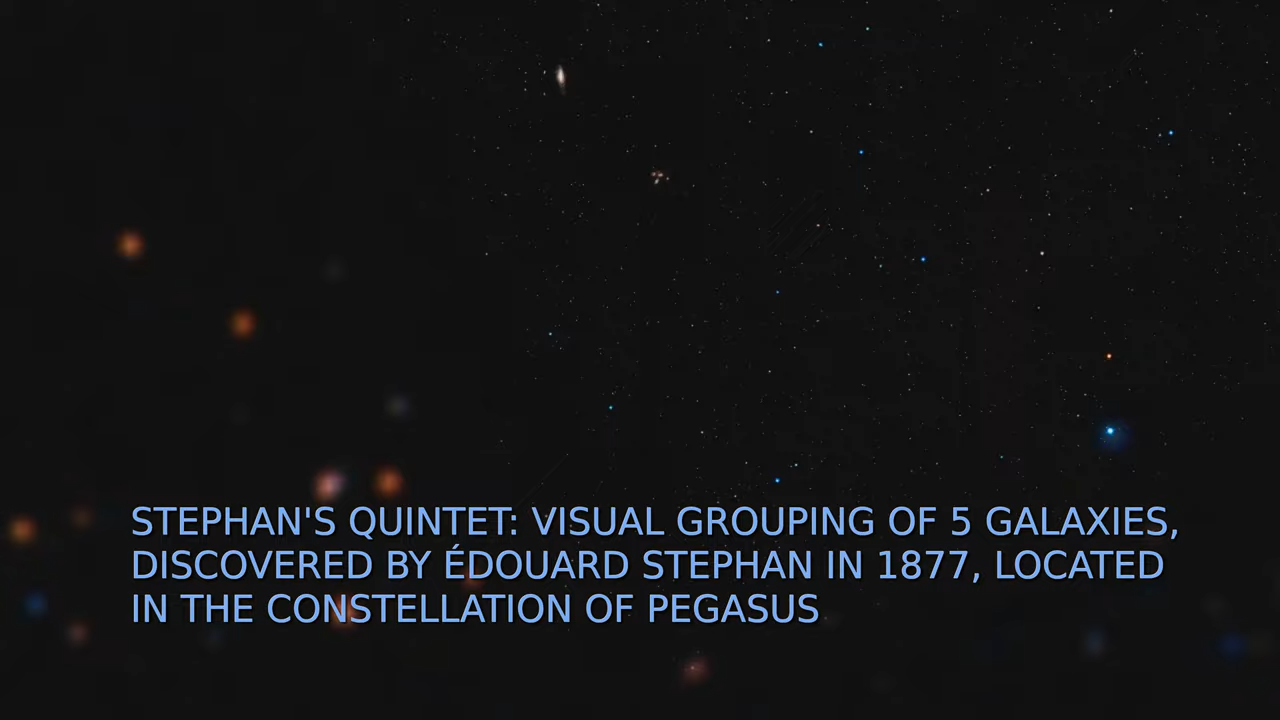 STEPHAN'S QUINTET: VISUAL GROUPING OF 5 GALAXIES,
DISCOVERED BY ÉDOUARD STEPHAN IN 1877, LOCATED
IN THE CONSTELLATION OF PEGASUS